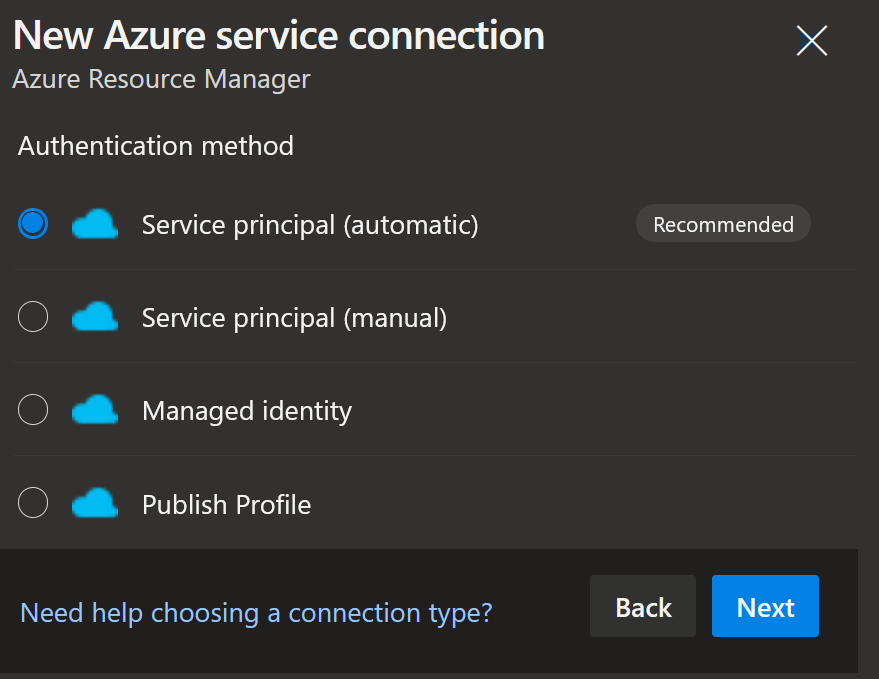 New Azure service connection
Azure Resource Manager
Authentication method
Service principal (automatic)
Recommended
Service principal (manual)
Managed identity
Publish Profile
Need help choosing a connection type?
Back
Next